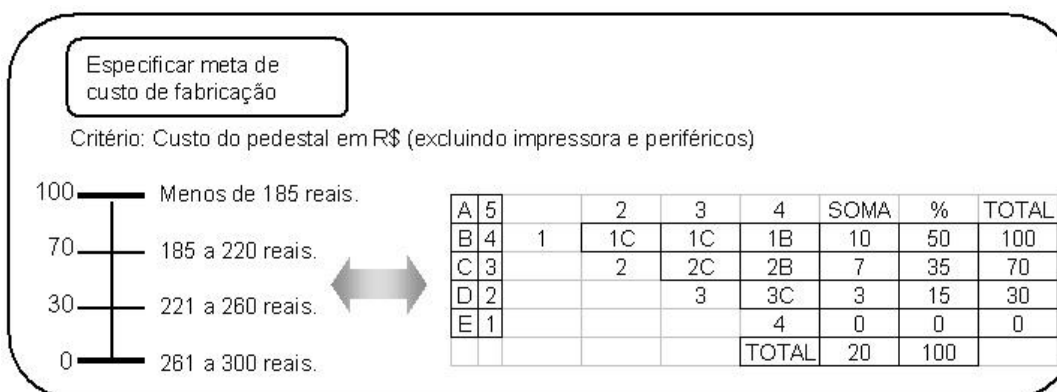 Especificar meta de
custo de fabricação
Critério: Custo do pedestal em R$ (excluindo impressora e periféricos)
100 Menos de 185 reais.
70 185 a 220 reais.
30 221 a 260 reais.
0 261 a 300 reais.
A 5 2 3 4 SOMA % TOTAL
B 4 1 1C 1C 1B 10 50 100
C 3 2 2C 2B 7 35 70
D 2 3 3C 3 15 30
E 1 4 0 0 0
TOTAL 20 100